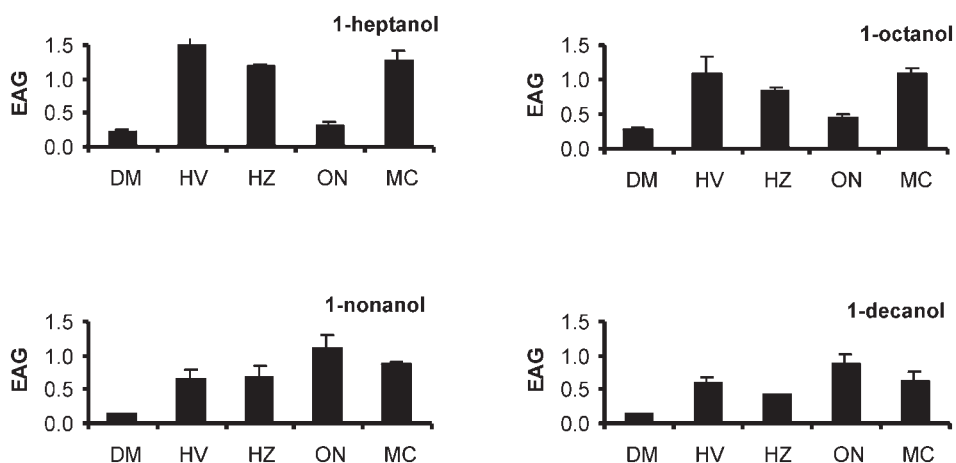 1-heptanol
EAG
1.5
1.0
0.5
0.0
DM HV HZ ON MC
1-octanol
EAG
1.5
1.0
0.5
0.0
DM HV HZ ON MC
1-nonanol
EAG
1.5
1.0
0.5
0.0
DM HV HZ ON MC
1-decanol
EAG
1.5
1.0
0.5
0.0
DM HV HZ ON MC